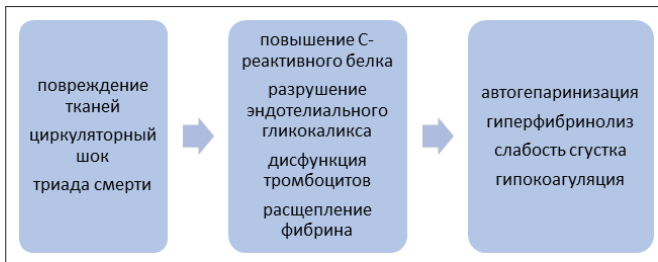 повреждение
тканей
циркуляторный
шок
триада смерти
повышение С-
реактивного белка
разрушение
эндотелиального
гликокаликса
дисфункция
тромбоцитов
расщепление
фибрина
автогепаринизация
гиперфибринолиз
слабость сгустка
гипокоагуляция